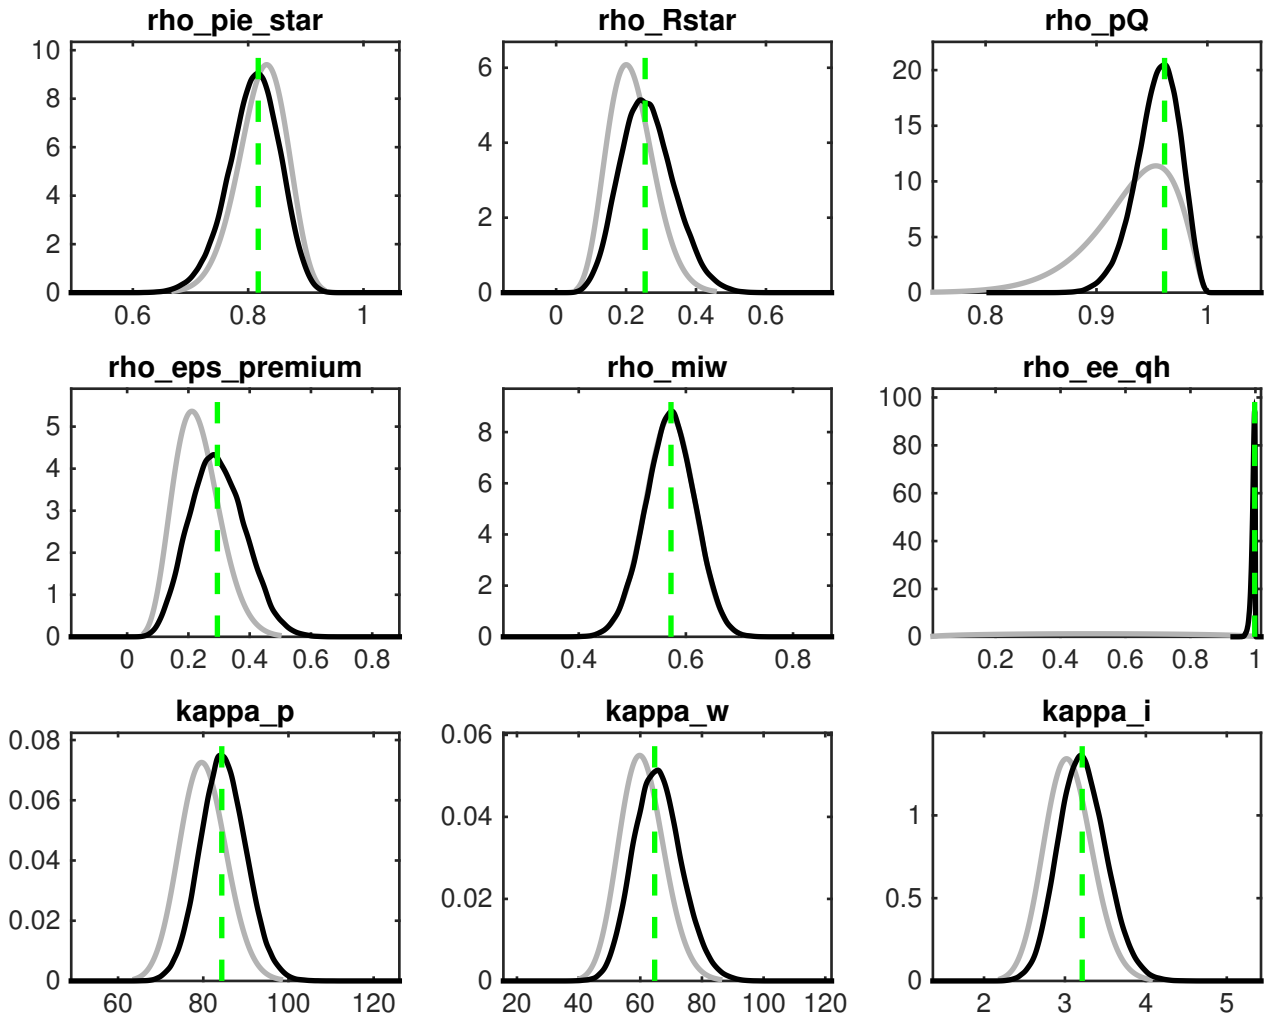 rho_pie_star
10
8
6
4
2
0
0.6 0.8 1
rho_Rstar
6
4
2
0
0 0.2 0.4 0.6
rho_pQ
20
15
10
5
0
0.8 0.9 1
rho_eps_premium
5
4
3
2
1
0
0 0.2 0.4 0.6 0.8
rho_miw
8
6
4
2
0
0.4 0.6 0.8
rho_ee_qh
100
80
60
40
20
0
0.2 0.4 0.6 0.8 1
kappa_p
0.08
0.06
0.04
0.02
0
60 80 100 120
kappa_w
0.06
0.04
0.02
0
20 40 60 80 100 120
kappa_i
1
0.5
0
2 3 4 5